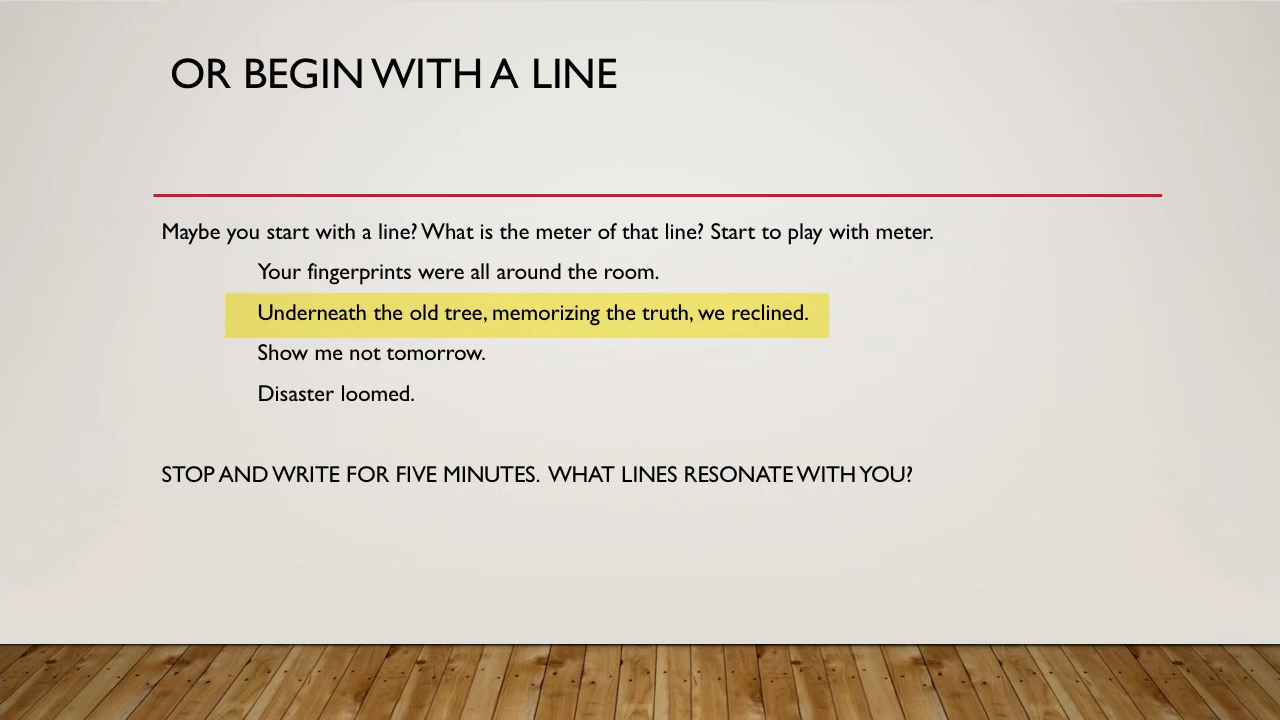 OR BEGIN WITH A LINE
Maybe you start with a line? What is the meter of that line? Start to play with meter.
Your fingerprints were all around the room.
Underneath the old tree, memorizing the truth, we reclined.
Show me not tomorrow.
Disaster loomed.
STOP AND WRITE FOR FIVE MINUTES. WHAT LINES RESONATE WITH YOU?